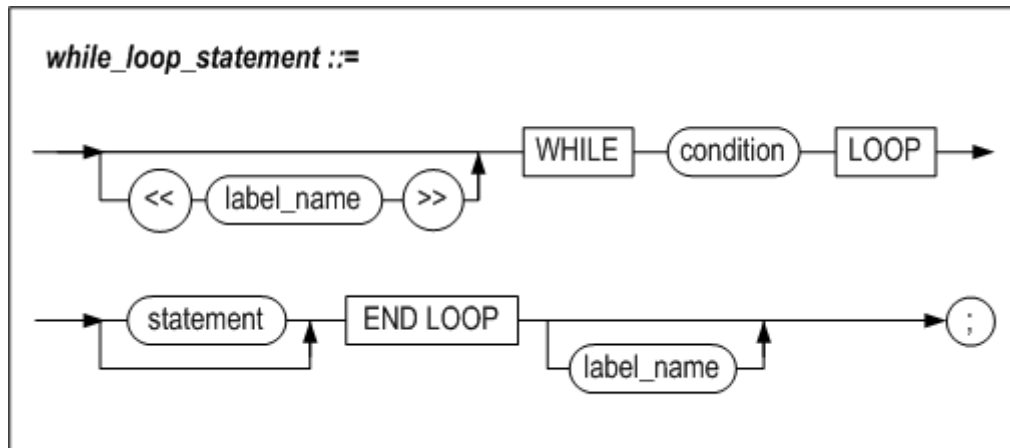 while_loop_statement ::=
WHILE condition LOOP
<< label_name >>
statement END LOOP ;
label_name